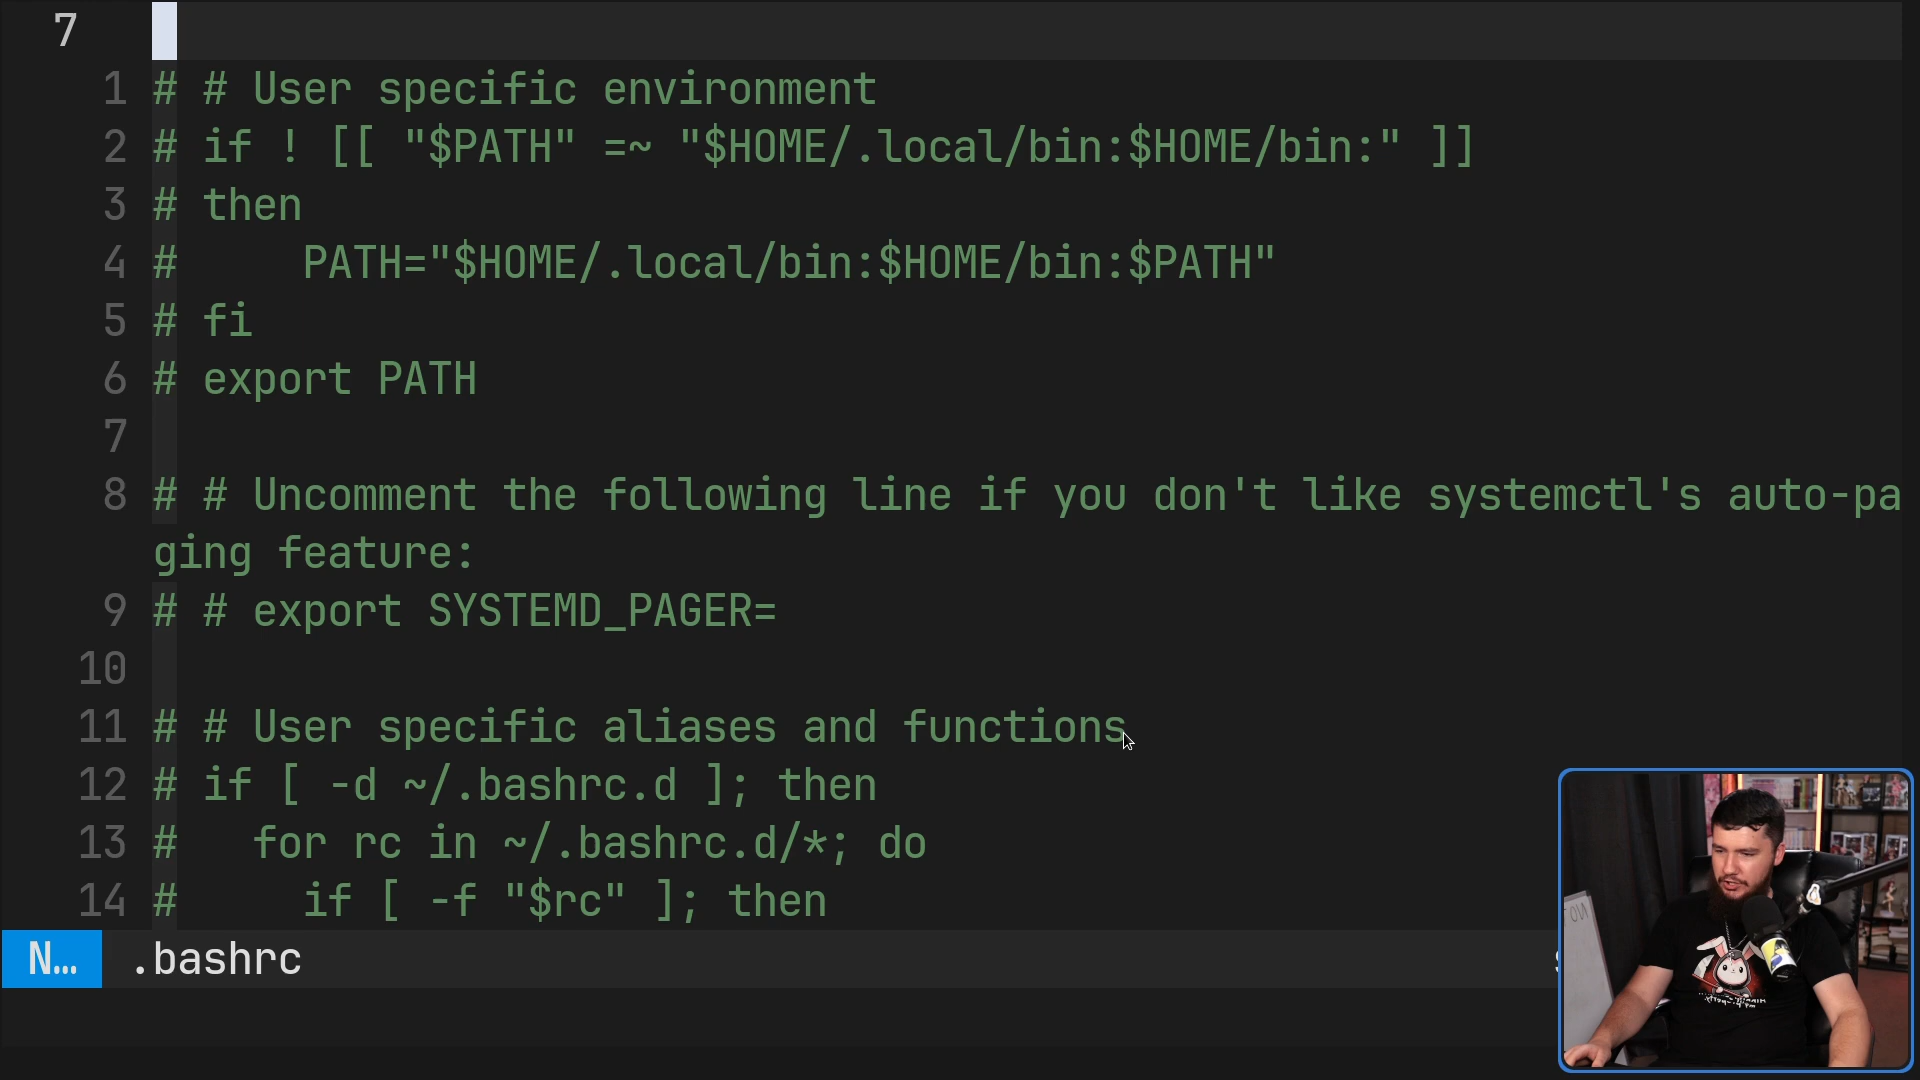 7
1 # # User specific environment
2 # if ! [[ "$PATH" =~ "$HOME/.local/bin:$HOME/bin:" ]]
3 # then
4 #     PATH="$HOME/.local/bin:$HOME/bin:$PATH"
5 # fi
6 # export PATH
7
8 # # Uncomment the following line if you don't like systemctl's auto-pa
ging feature:
9 # # export SYSTEMD_PAGER=
10
11 # # User specific aliases and functions
12 # if [ -d ~/.bashrc.d ]; then
13 #   for rc in ~/.bashrc.d/*; do
14 #     if [ -f "$rc" ]; then
N... .bashrc